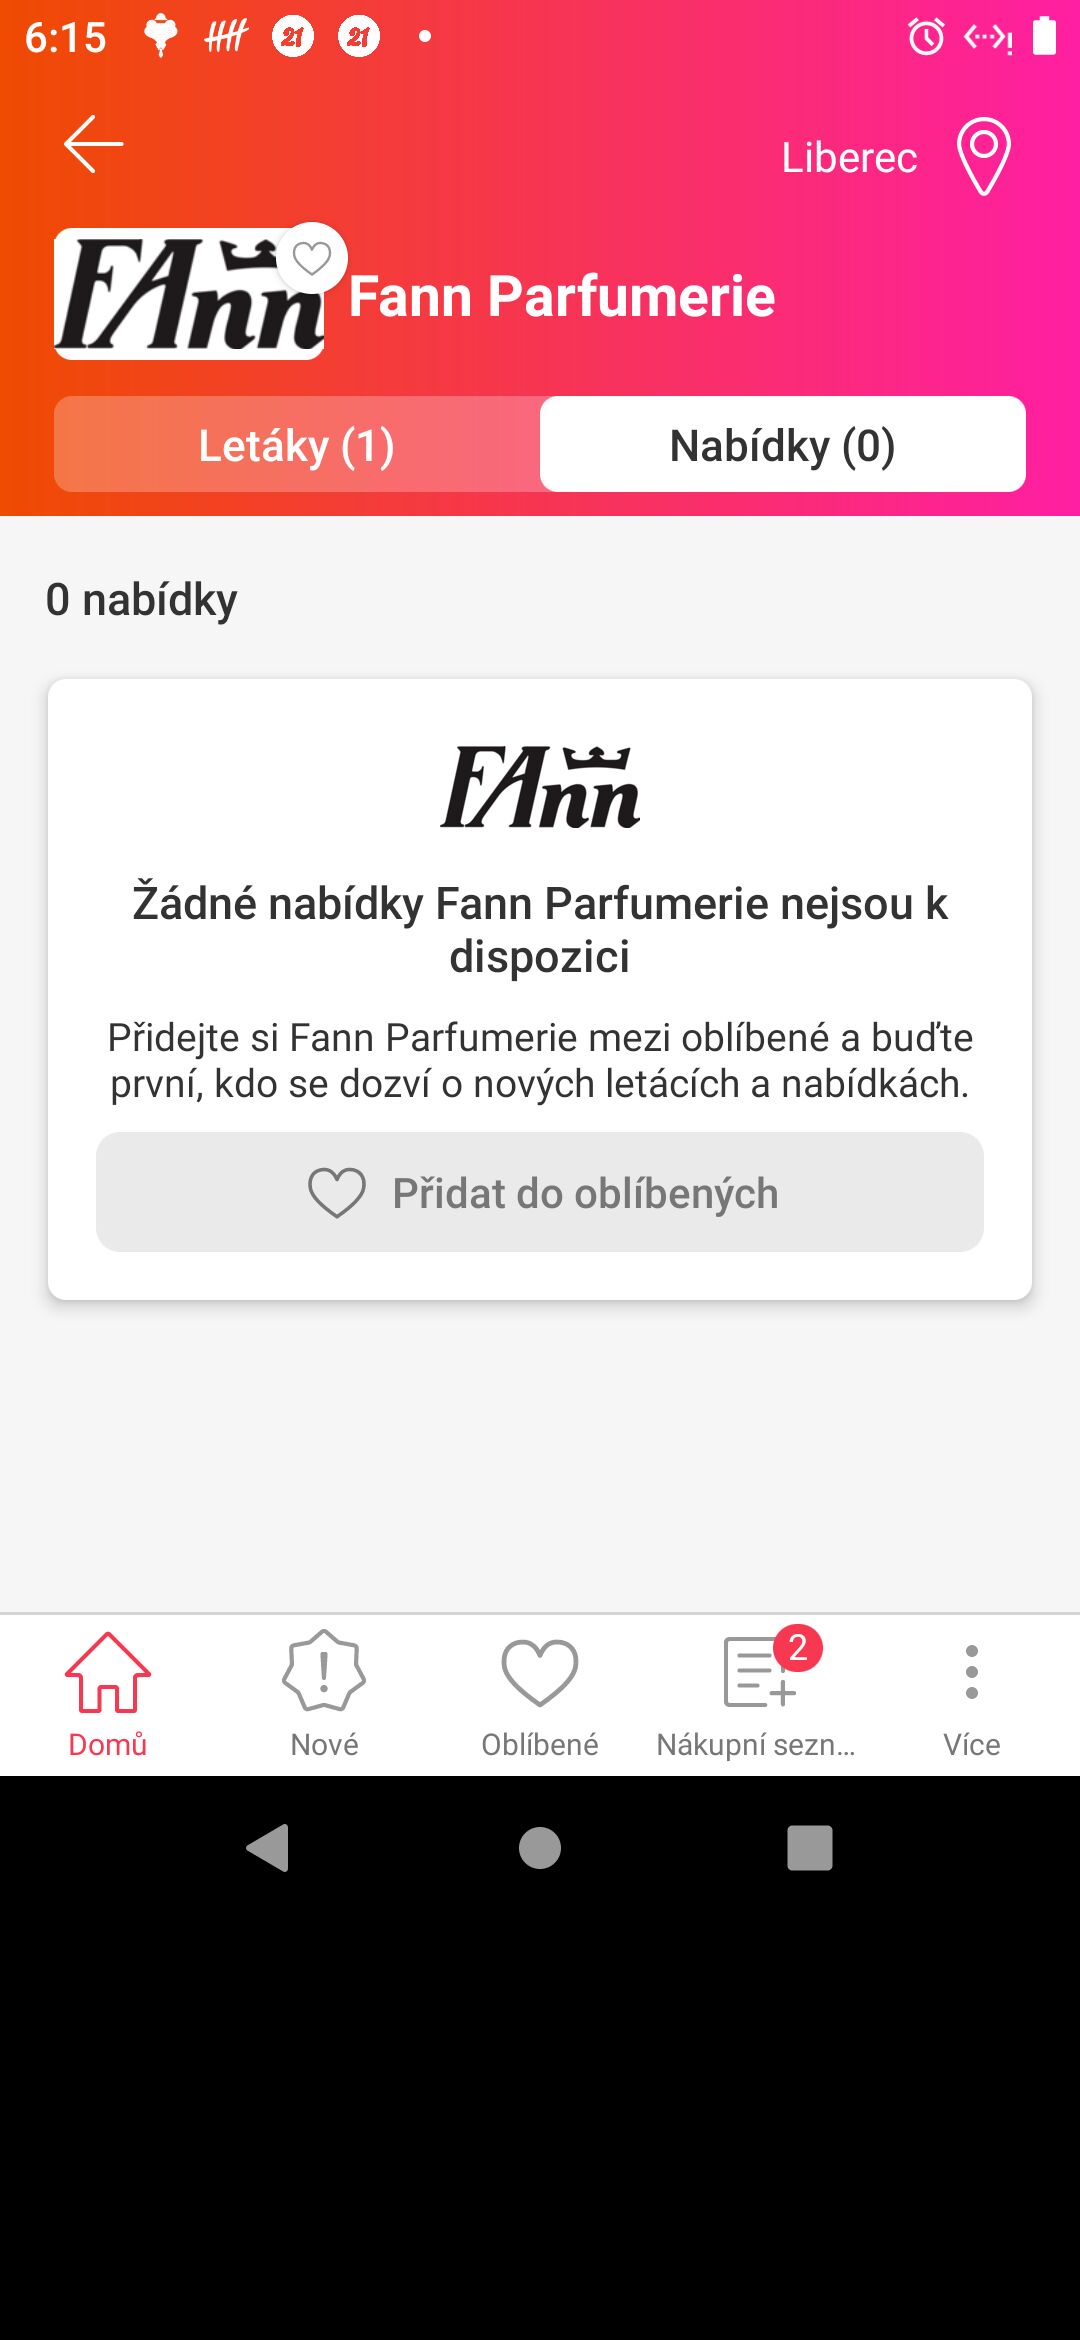 6:15
21
21
Liberec
FAnn
Fann Parfumerie
Letáky (1)
Nabídky (0)
0 nabídky
FAnn
Žádné nabídky Fann Parfumerie nejsou k
dispozici
Přidejte si Fann Parfumerie mezi oblíbené a buďte
první, kdo se dozví o nových letácích a nabídkách.
Přidat do oblíbených
2
Domů
Nové
Oblíbené
Nákupní sezn...
Více